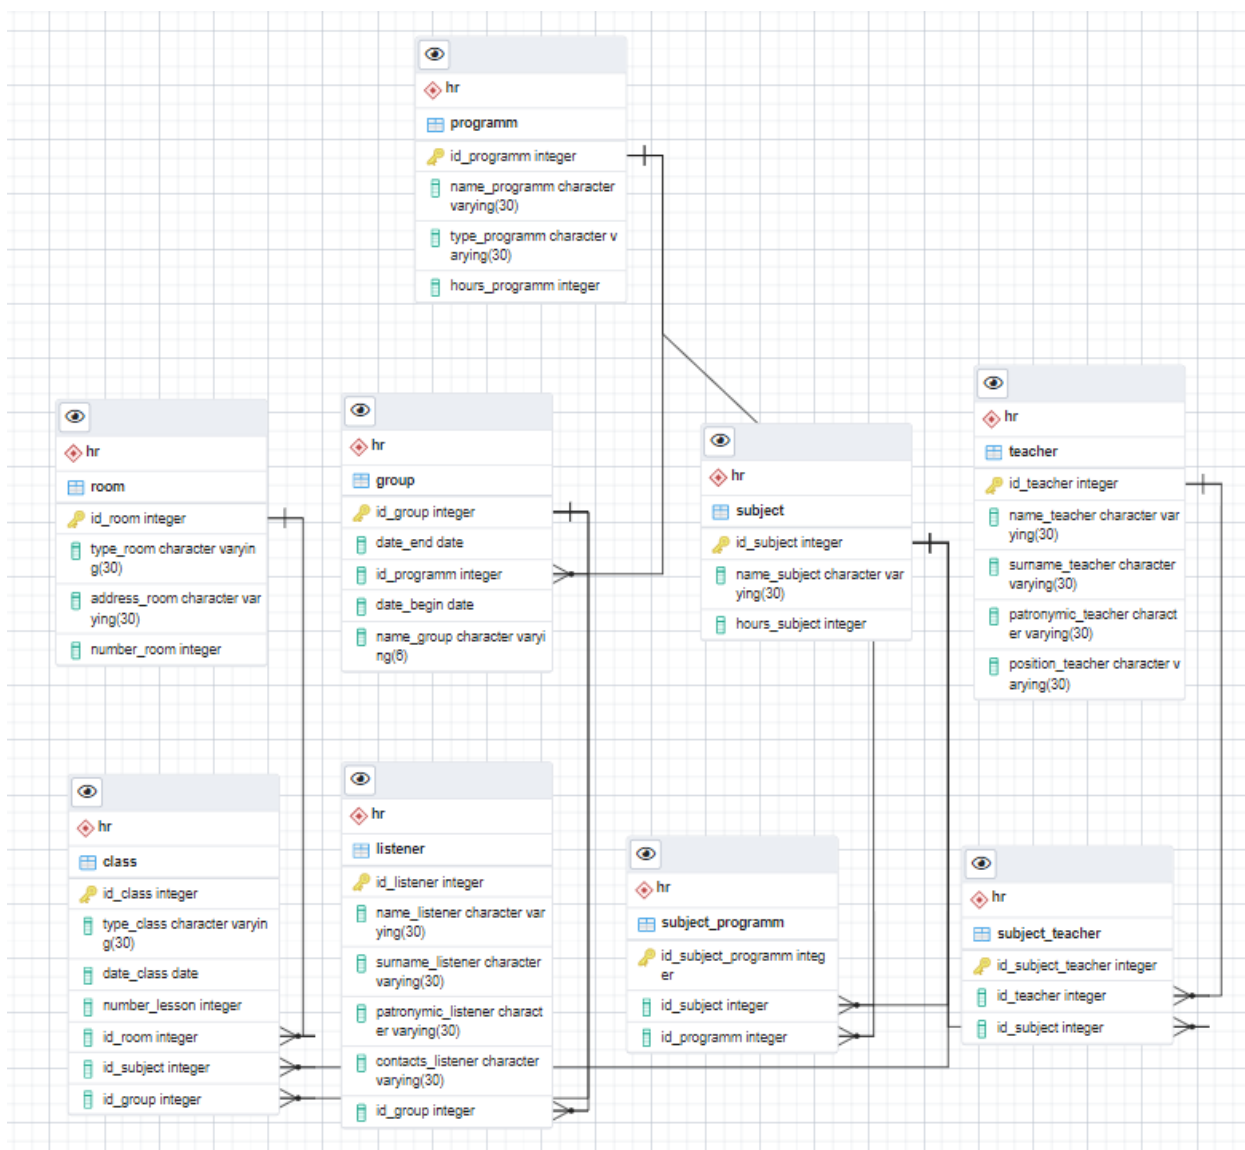 hr
programm
id_programm integer
name_programm character
varying(30)
type_programm character v
arying(30)
hours_programm integer
hr
room
id_room integer
type_room character varyin
g(30)
address_room character var
ying(30)
number_room integer
hr
group
id_group integer
date_end date
id_programm integer
date_begin date
name_group character varyi
ng(6)
hr
subject
id_subject integer
name_subject character var
ying(30)
hours_subject integer
hr
teacher
id_teacher integer
name_teacher character var
ying(30)
surname_teacher character
varying(30)
patronymic_teacher charact
er varying(30)
position_teacher character v
arying(30)
hr
class
id_class integer
type_class character varyin
g(30)
date_class date
number_lesson integer
id_room integer
id_subject integer
id_group integer
hr
listener
id_listener integer
name_listener character var
ying(30)
surname_listener character
varying(30)
patronymic_listener charact
er varying(30)
contacts_listener character
varying(30)
id_group integer
hr
subject_programm
id_subject_programm integ
er
id_subject integer
id_programm integer
hr
subject_teacher
id_subject_teacher integer
id_teacher integer
id_subject integer